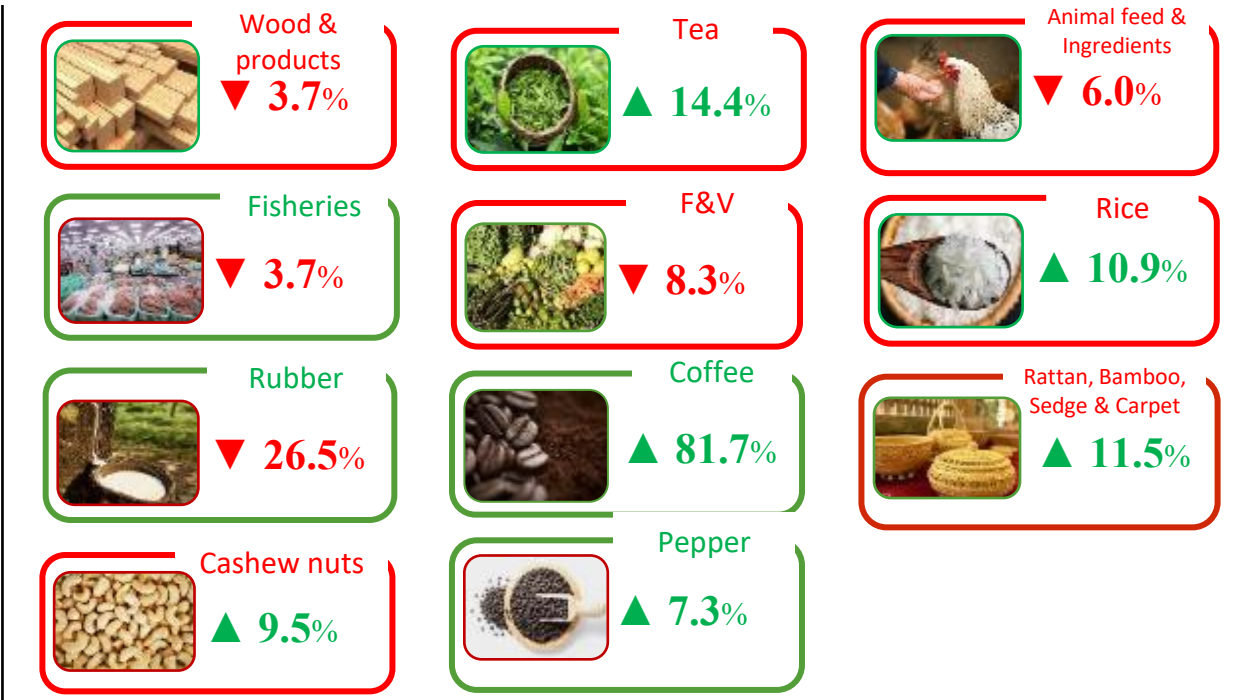 Wood &
products
▼ 3.7%
Tea
▲ 14.4%
Animal feed &
Ingredients
▼ 6.0%
Fisheries
▼ 3.7%
F&V
▼ 8.3%
Rice
▲ 10.9%
Rubber
▼ 26.5%
Coffee
▲ 81.7%
Rattan, Bamboo,
Sedge & Carpet
▲ 11.5%
Cashew nuts
▲ 9.5%
Pepper
▲ 7.3%